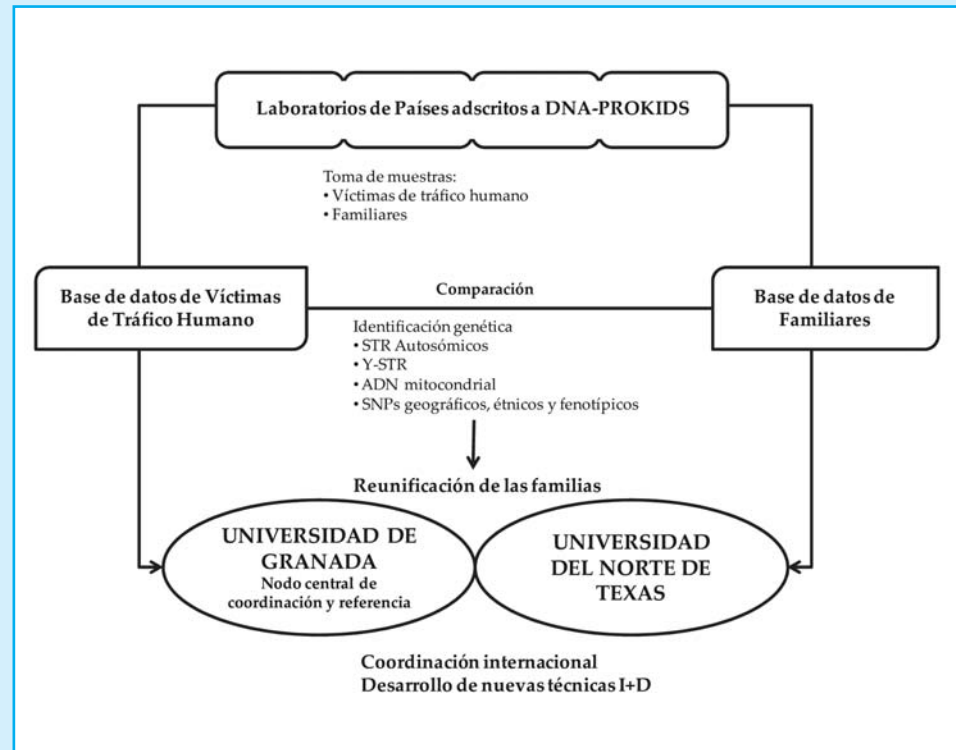 Laboratorios de Países adscritos a DNA-PROKIDS
Toma de muestras:
• Víctimas de tráfico humano
• Familiares
Base de datos de Víctimas
de Tráfico Humano
Comparación
Base de datos de
Familiares
Identificación genética
• STR Autosómicos
• Y-STR
• ADN mitocondrial
• SNPs geográficos, étnicos y fenotípicos
Reunificación de las familias
UNIVERSIDAD DE
GRANADA
Nodo central de
coordinación y referencia
UNIVERSIDAD
DEL NORTE DE
TEXAS
Coordinación internacional
Desarrollo de nuevas técnicas I+D